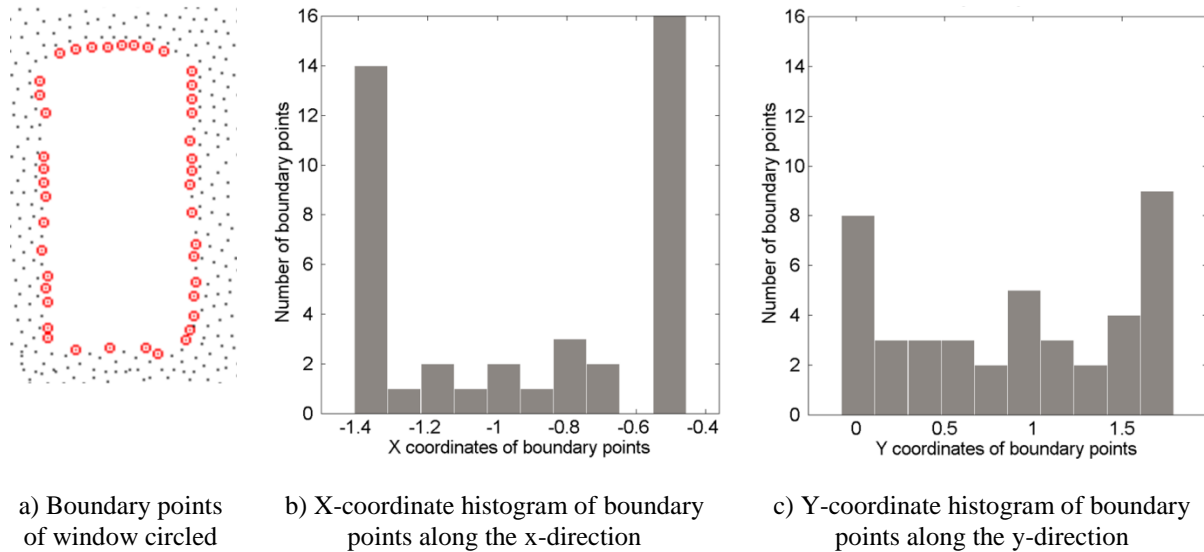 16
14
12
10
8
6
4
2
0
Number of boundary points
-1.4 -1.2 -1 -0.8 -0.6 -0.4
X coordinates of boundary points
16
14
12
10
8
6
4
2
0
Number of boundary points
0 0.5 1 1.5
Y coordinates of boundary points
a) Boundary points
of window circled
b) X-coordinate histogram of boundary
points along the x-direction
c) Y-coordinate histogram of boundary
points along the y-direction